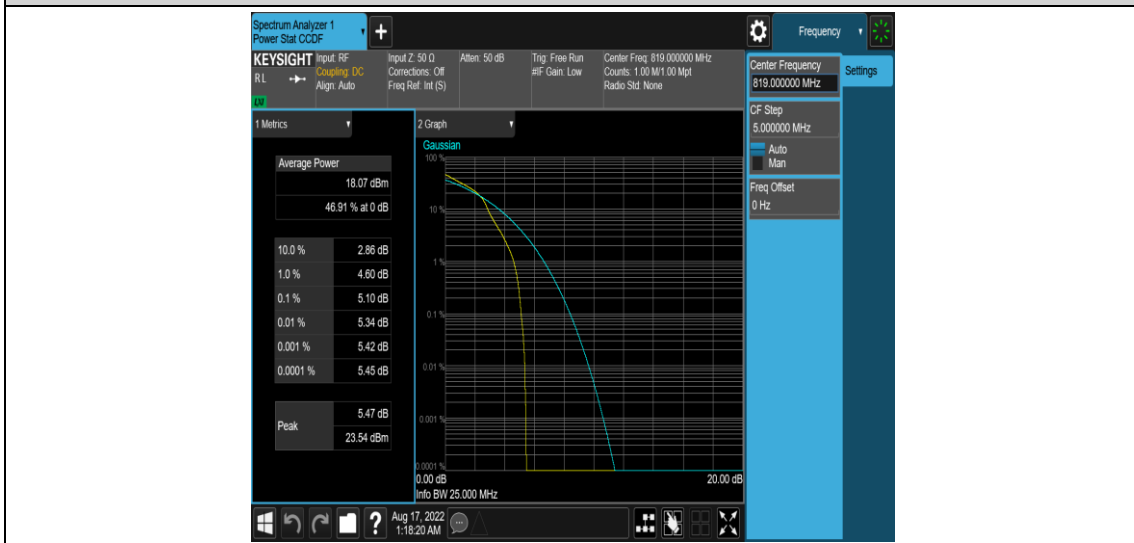 Spectrum Analyzer 1
Power Stat CCDF
Frequency
KEYSIGHT
RL
LXI
Input: RF
Coupling: DC
Align: Auto
Input Z: 50 Ω
Corrections: Off
Freq Ref: Int (S)
Atten: 50 dB
Trig: Free Run
#IF Gain: Low
Center Freq: 819.000000 MHz
Counts: 1.00 M/1.00 Mpt
Radio Std: None
1 Metrics
Average Power
18.07 dBm
46.91 % at 0 dB
10.0 % 2.86 dB
1.0 % 4.60 dB
0.1 % 5.10 dB
0.01 % 5.34 dB
0.001 % 5.42 dB
0.0001 % 5.45 dB
Peak
5.47 dB
23.54 dBm
2 Graph
Gaussian
100 %
10 %
1 %
0.1 %
0.01 %
0.001 %
0.0001 %
0.00 dB 20.00 dB
Info BW 25.000 MHz
Center Frequency
819.000000 MHz
CF Step
5.000000 MHz
Auto
Man
Freq Offset
0 Hz
Settings
?
Aug 17, 2022
1:18:20 AM